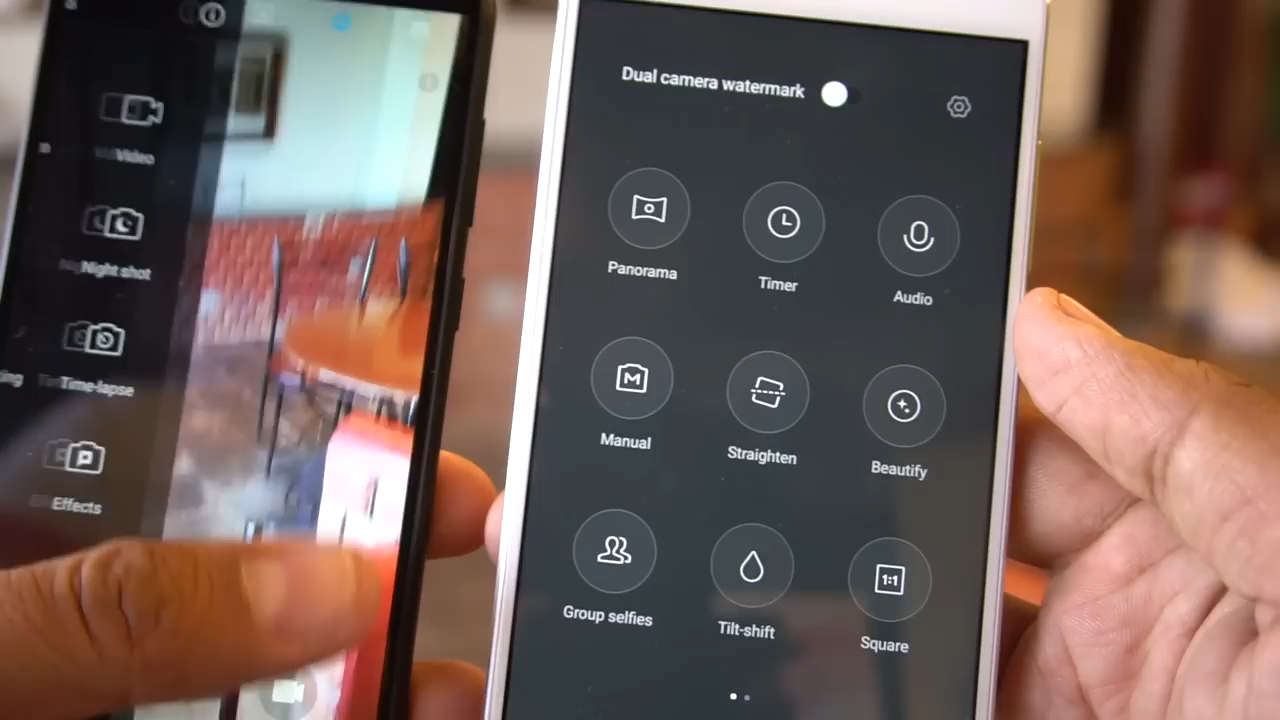 Video
Night shot
Time-lapse
Effects
Dual camera watermark
Panorama
Timer
Audio
Manual
Straighten
Beautify
Group selfies
Tilt-shift
1:1
Square